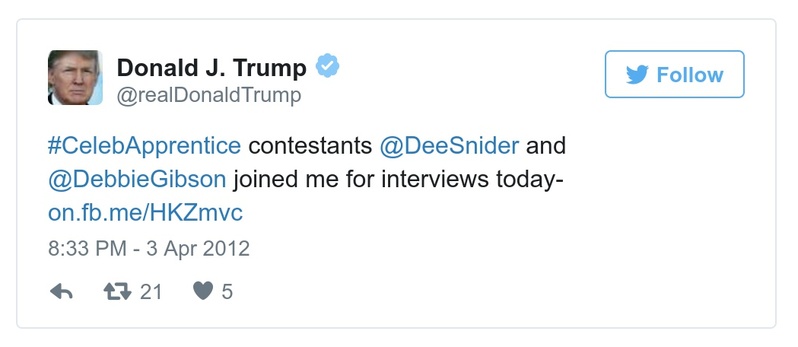 Donald J. Trump
@realDonaldTrump
Follow
#CelebApprentice contestants @DeeSnider and
@DebbieGibson joined me for interviews today-
on.fb.me/HKZmvc
8:33 PM - 3 Apr 2012
21 5